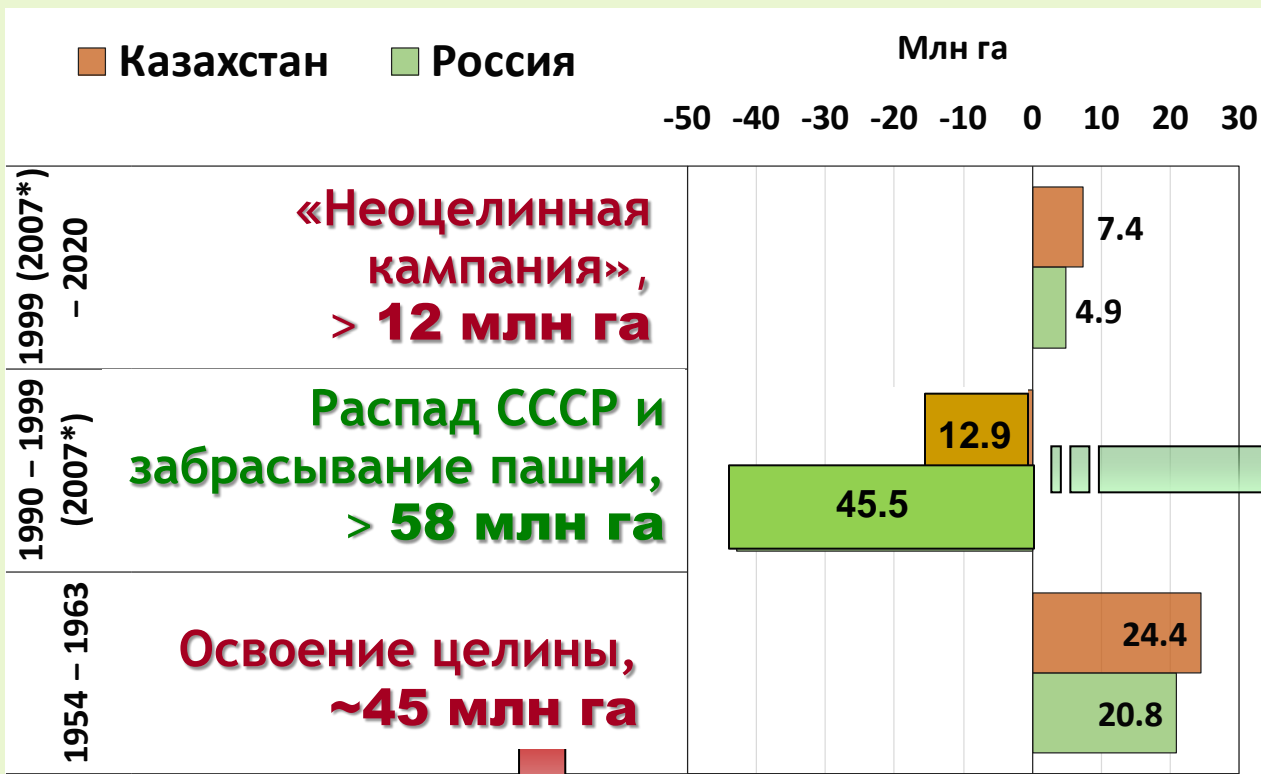 Казахстан Россия
Млн га
-50 -40 -30 -20 -10 0 10 20 30
1999 (2007*)
– 2020
«Неоцелинная
кампания»,
> 12 млн га
7.4
4.9
1990 – 1999
(2007*)
Распад СССР и
забрасывание пашни,
> 58 млн га
12.9
45.5
1954 – 1963
Освоение целины,
~45 млн га
24.4
20.8